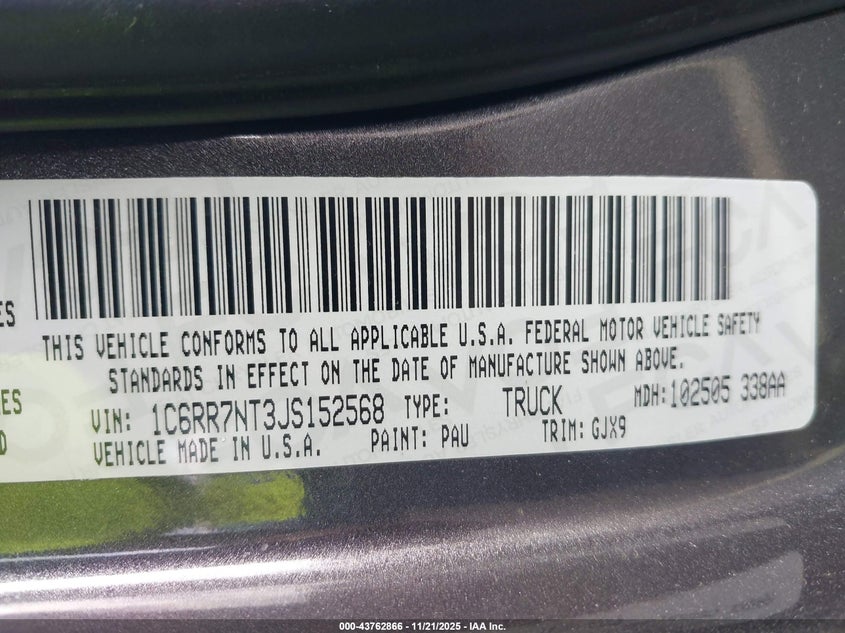 THIS VEHICLE CONFORMS TO ALL APPLICABLE U.S.A. FEDERAL MOTOR VEHICLE SAFETY
STANDARDS IN EFFECT ON THE DATE OF MANUFACTURE SHOWN ABOVE.
VIN: 1C6RR7NT3JS152568 TYPE: TRUCK MDH: 102505 338AA
VEHICLE MADE IN U.S.A. PAINT: PAU TRIM: GJX9
000-43762866 - 11/21/2025 - IAA Inc.